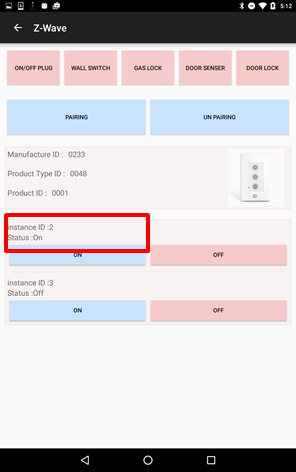 5:12
Z-Wave
ON/OFF PLUG WALL SWITCH GAS LOCK DOOR SENSER DOOR LOCK
PAIRING UN PAIRING
Manufacture ID : 0233
Product Type ID : 0048
Product ID : 0001
instance ID :2
Status :On
ON OFF
instance ID :3
Status :Off
ON OFF